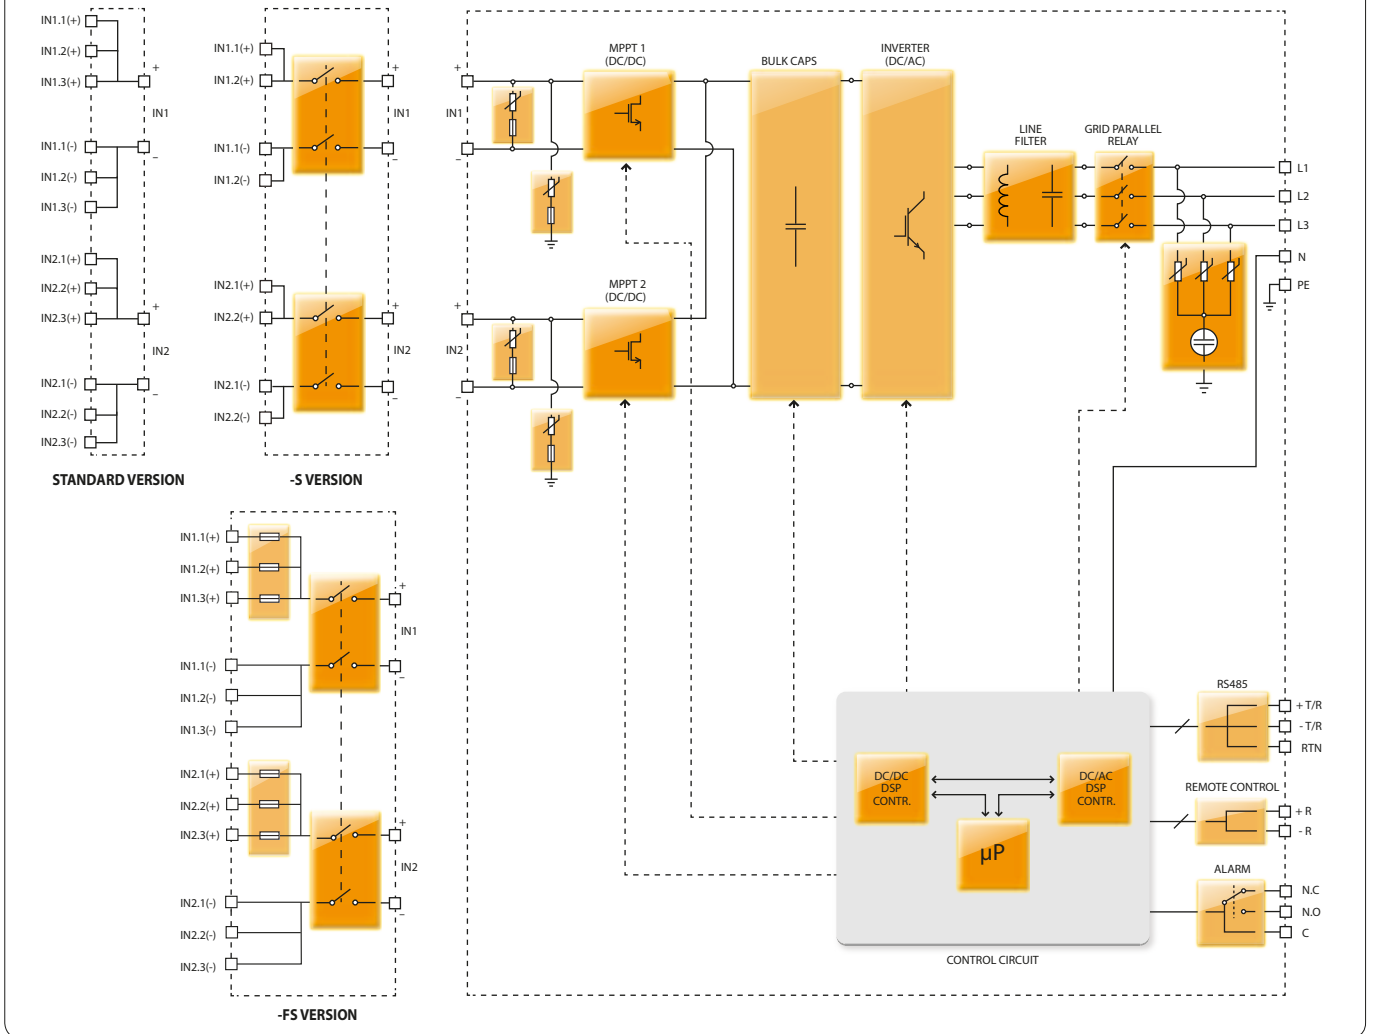 IN1.1(+)
IN1.2(+)
IN1.3(+)
+
IN1
IN1.1(-)
−
IN1.2(-)
IN1.3(-)
IN2.1(+)
IN2.2(+)
IN2.3(+)
+
IN2
IN2.1(-)
−
IN2.2(-)
IN2.3(-)
STANDARD VERSION
IN1.1(+)
IN1.2(+)
+
IN1
IN1.1(-)
−
IN1.2(-)
IN2.1(+)
IN2.2(+)
+
IN2
IN2.1(-)
−
IN2.2(-)
-S VERSION
IN1.1(+)
IN1.2(+)
IN1.3(+)
+
IN1
IN1.1(-)
−
IN1.2(-)
IN1.3(-)
IN2.1(+)
IN2.2(+)
IN2.3(+)
+
IN2
IN2.1(-)
−
IN2.2(-)
IN2.3(-)
-FS VERSION
+
IN1
−
+
IN2
−
MPPT 1
(DC/DC)
MPPT 2
(DC/DC)
BULK CAPS
INVERTER
(DC/AC)
LINE
FILTER
GRID PARALLEL
RELAY
L1
L2
L3
N
PE
DC/DC
DSP
CONTR.
DC/AC
DSP
CONTR.
µP
CONTROL CIRCUIT
RS485
+ T/R
- T/R
RTN
REMOTE CONTROL
+ R
- R
ALARM
N.C
N.O
C